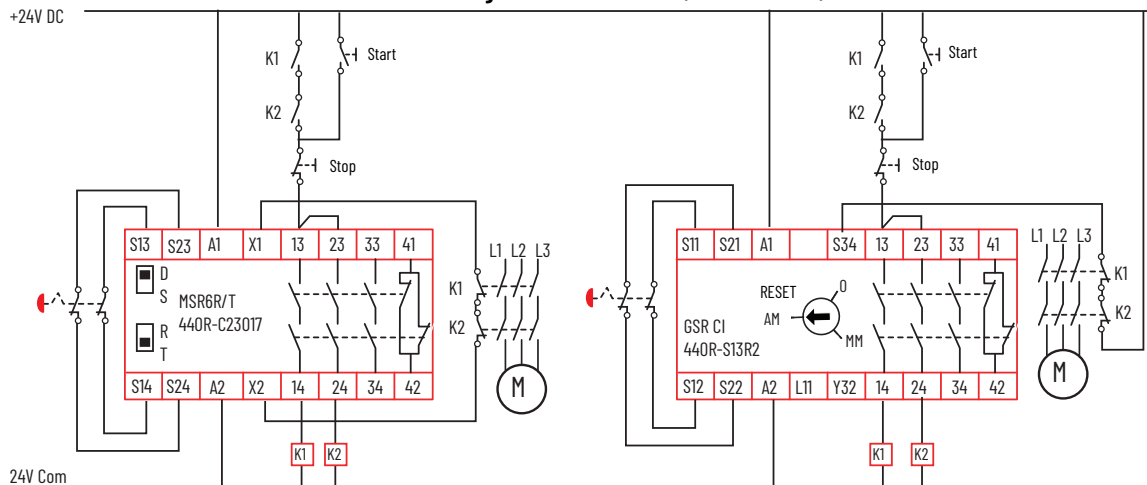 +24V DC
K1
Start
K2
Stop
S13 S23 A1 X1 13 23 33 41
D
S
MSR6R/T
440R-C23017
R
T
S14 S24 A2 X2 14 24 34 42
L1 L2 L3
K1
K2
M
K1 K2
24V Com
K1
Start
K2
Stop
S11 S21 A1 S34 13 23 33 41
RESET
0
AM
MM
GSR CI
440R-S13R2
S12 S22 A2 L11 Y32 14 24 34 42
L1 L2 L3
K1
K2
M
K1 K2